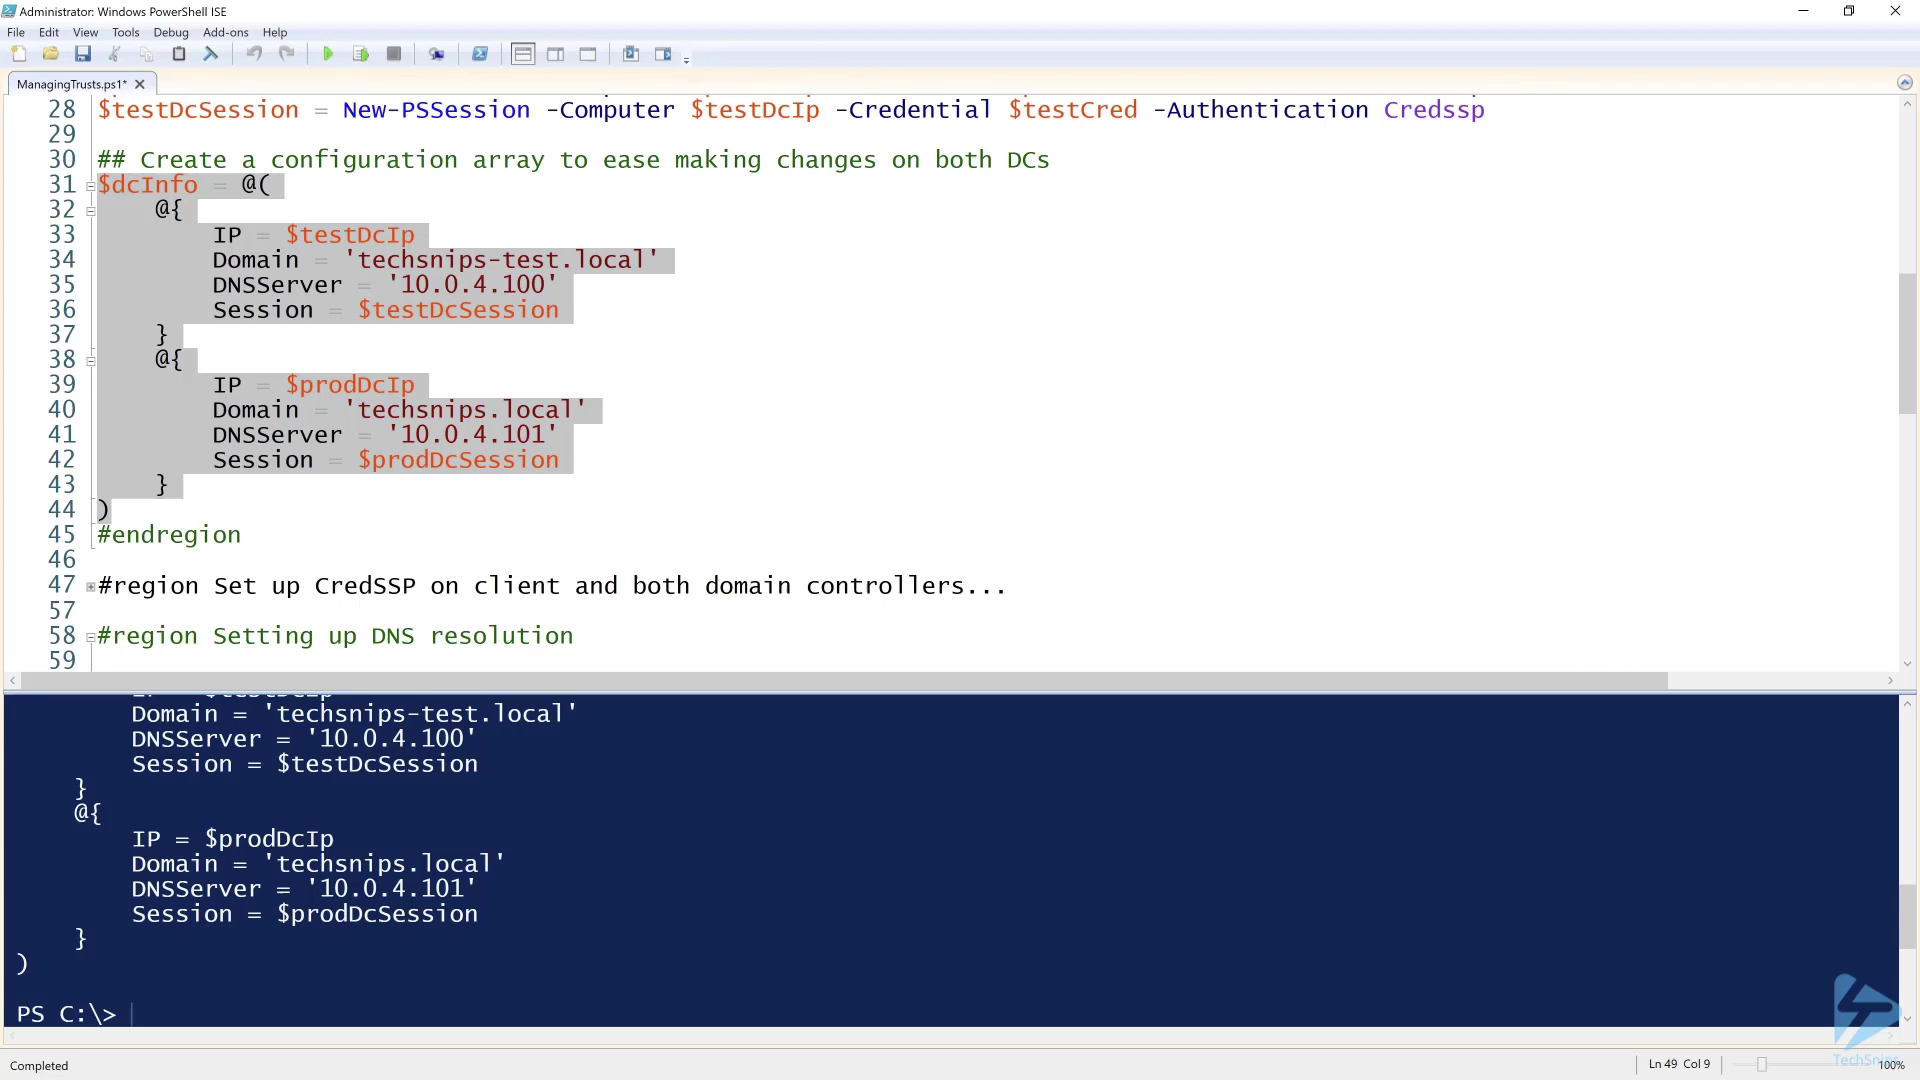 Administrator: Windows PowerShell ISE
File Edit View Tools Debug Add-ons Help
ManagingTrusts.ps1*
28 $testDcSession = New-PSSession -Computer $testDcIp -Credential $testCred -Authentication Credssp
29
30 ## Create a configuration array to ease making changes on both DCs
31 $dcInfo = @(
32 @{
33 IP = $testDcIp
34 Domain = 'techsnips-test.local'
35 DNSServer = '10.0.4.100'
36 Session = $testDcSession
37 }
38 @{
39 IP = $prodDcIp
40 Domain = 'techsnips.local'
41 DNSServer = '10.0.4.101'
42 Session = $prodDcSession
43 }
44 )
45 #endregion
46
47 #region Set up CredSSP on client and both domain controllers...
57
58 #region Setting up DNS resolution
59
IP = $testDcIp
Domain = 'techsnips-test.local'
DNSServer = '10.0.4.100'
Session = $testDcSession
}
@{
IP = $prodDcIp
Domain = 'techsnips.local'
DNSServer = '10.0.4.101'
Session = $prodDcSession
}
)
PS C:\>
TechSnips
Completed
Ln 49 Col 9
100%